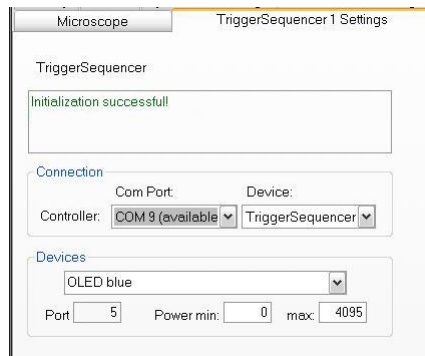 Microscope
TriggerSequencer 1 Settings
TriggerSequencer
Initialization successful!
Connection
Com Port: Device:
Controller: COM 9 (available TriggerSequencer
Devices
OLED blue
Port 5 Power min: 0 max: 4095